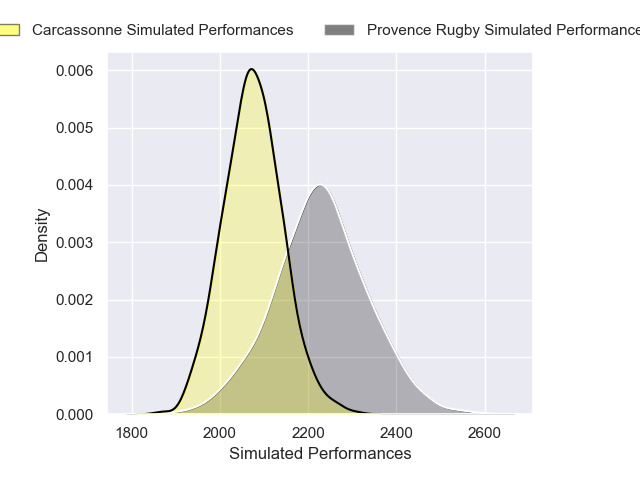 Carcassonne Simulated Performances Provence Rugby Simulated Performance
0.006
0.005
0.004
0.003
0.002
0.001
0.000
Density
1800 2000 2200 2400 2600
Simulated Performances